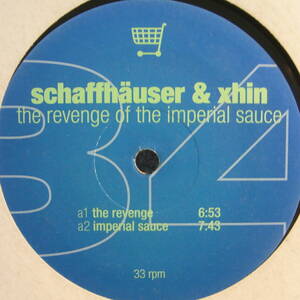 schaffhäuser & xhin
the revenge of the imperial sauce
34
a1 the revenge 6:53
a2 imperial sauce 7:43
33 rpm